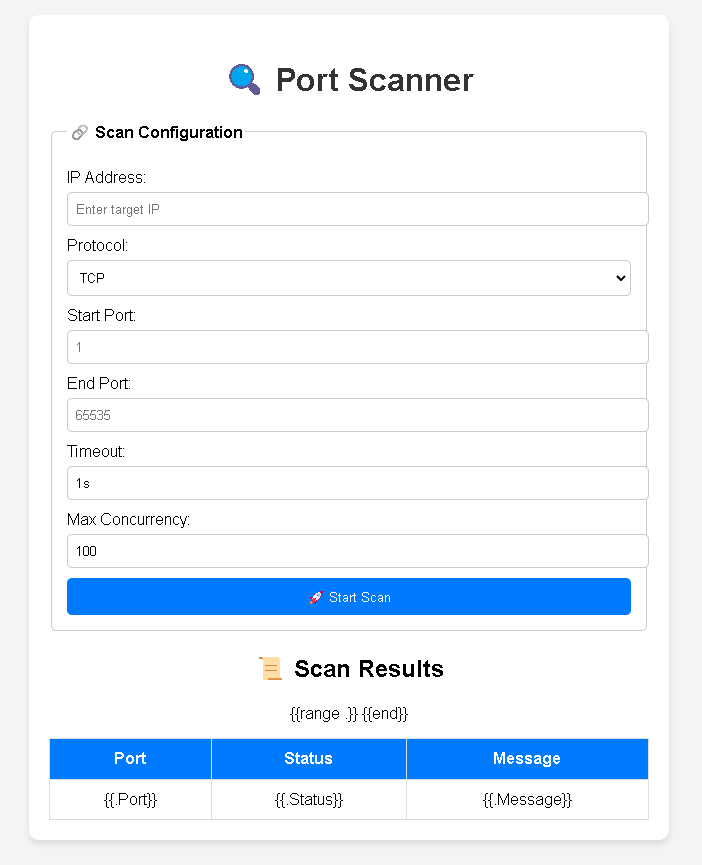 Port Scanner
Scan Configuration
IP Address:
Enter target IP
Protocol:
TCP
Start Port:
1
End Port:
65535
Timeout:
1s
Max Concurrency:
100
Start Scan
Scan Results
{{range .}} {{end}}
Port Status Message
{{.Port}} {{.Status}} {{.Message}}